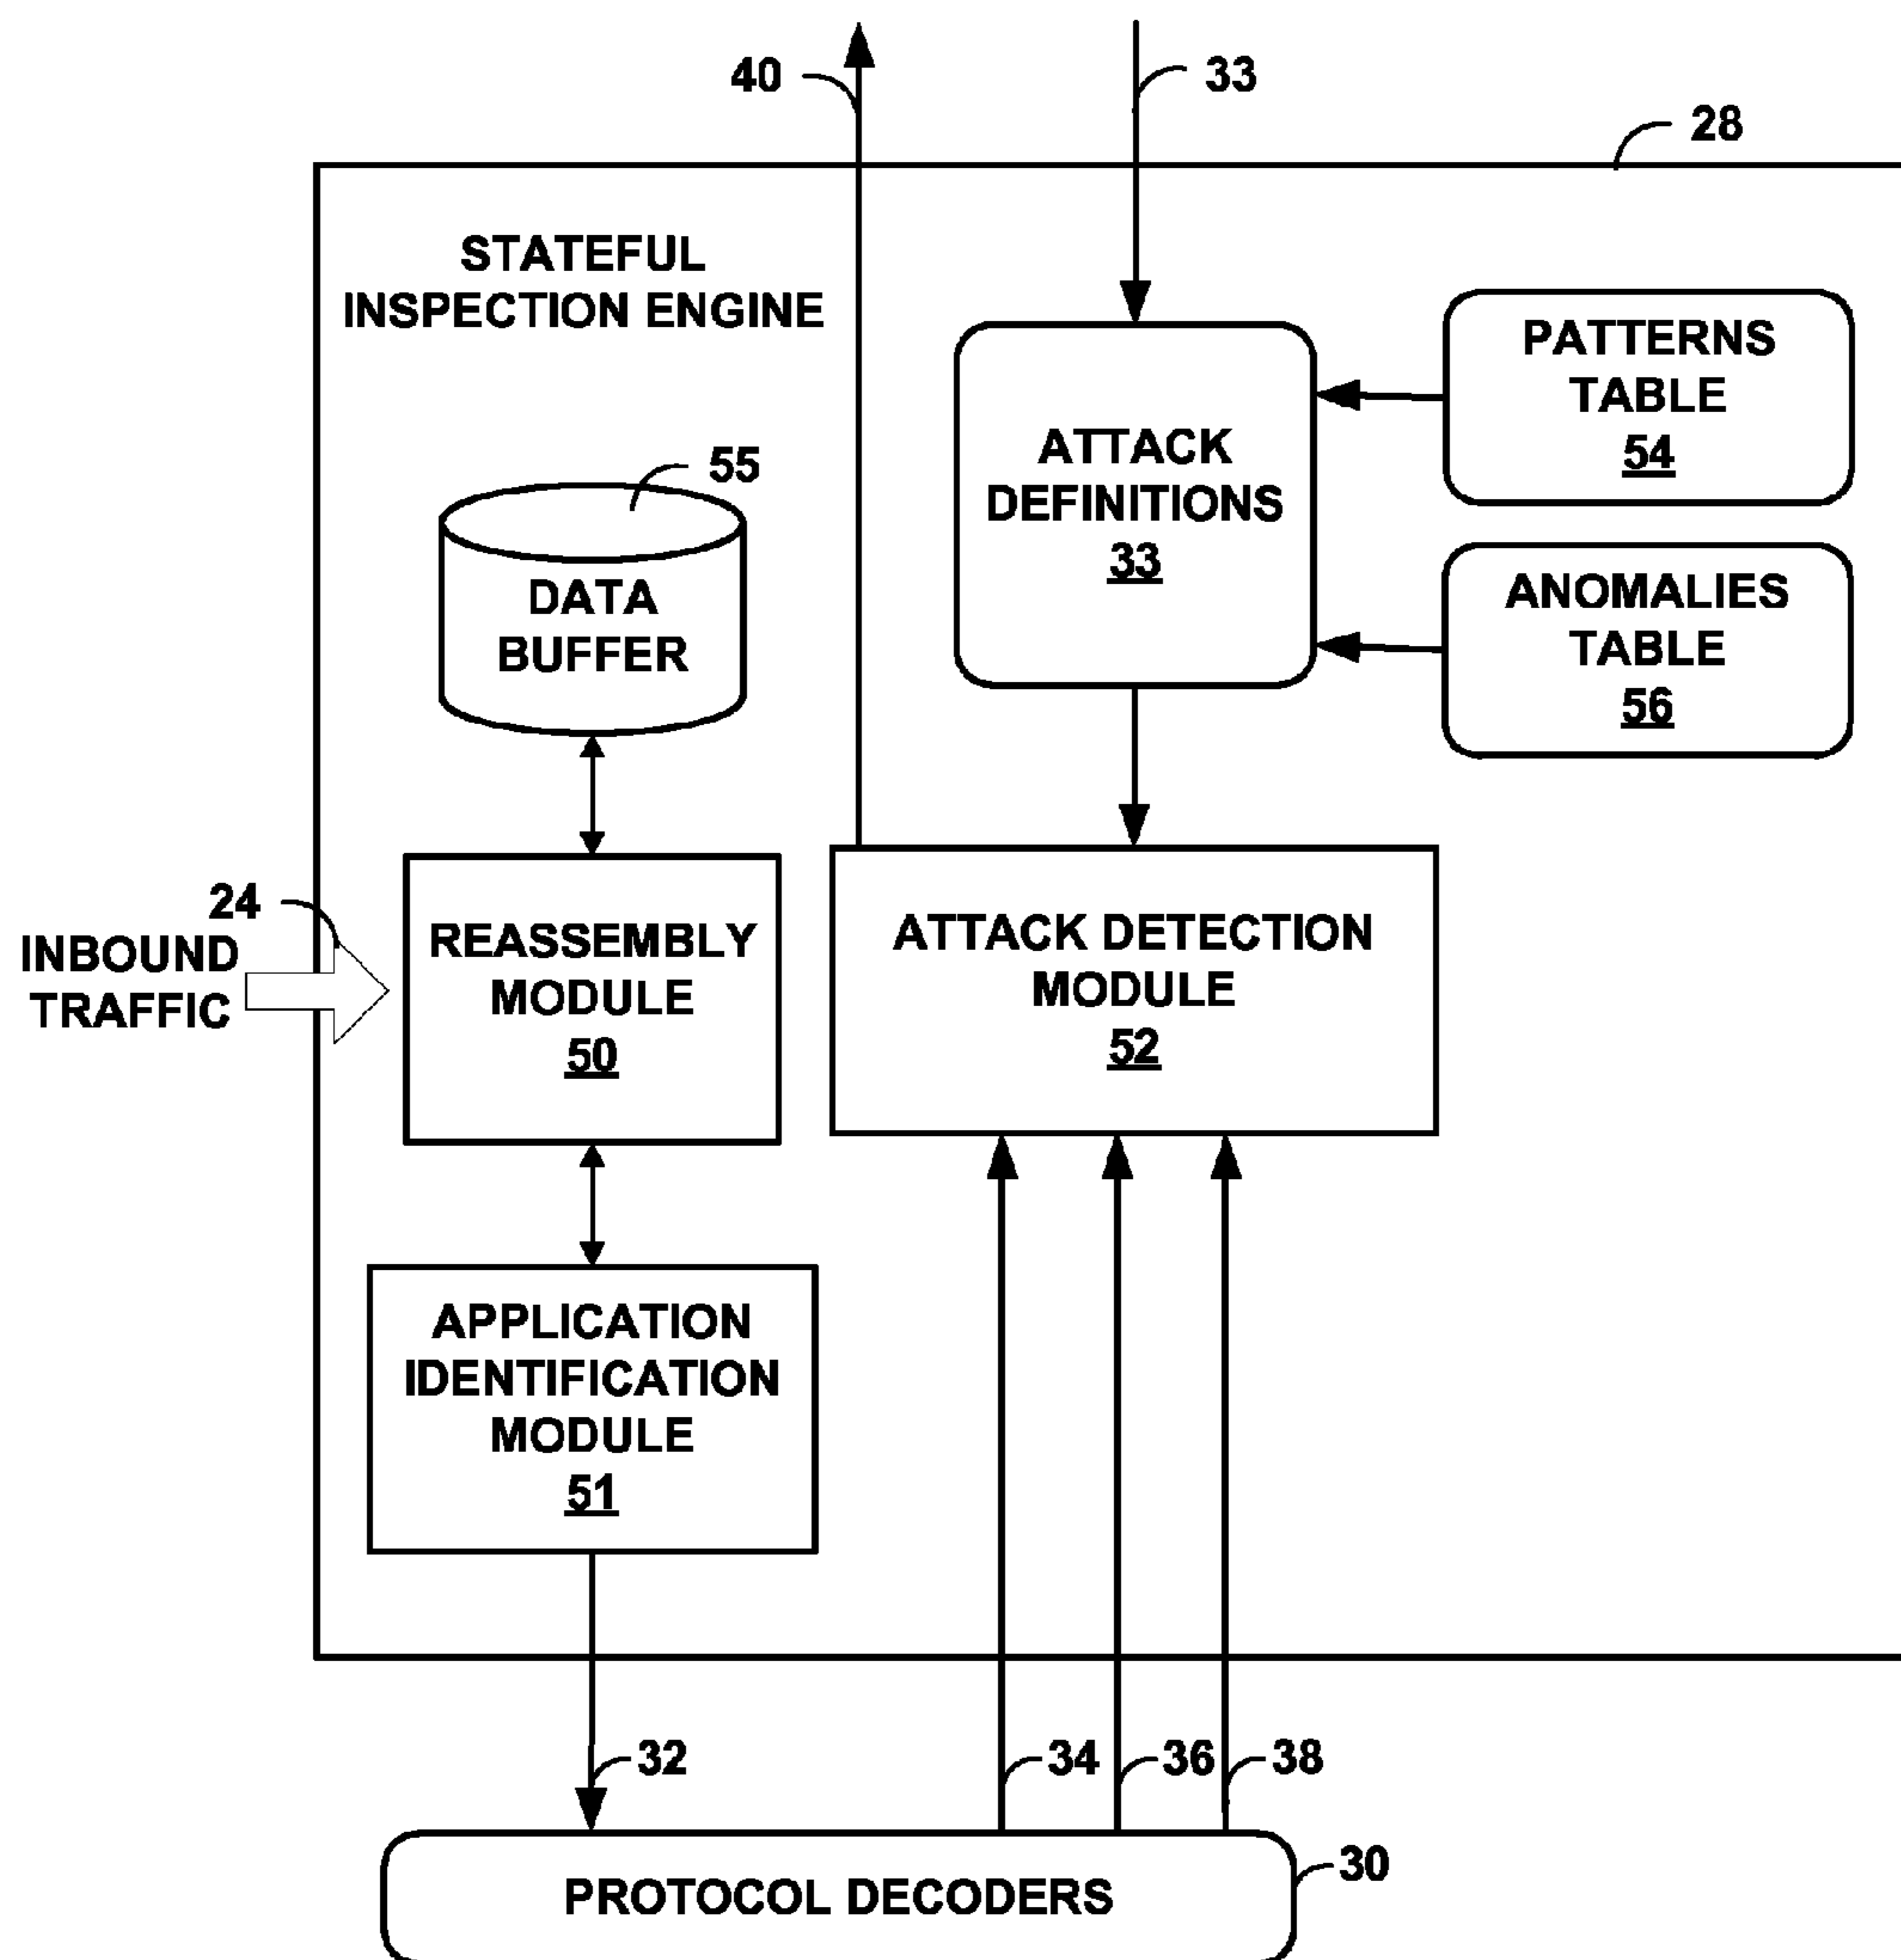 40
33
28
STATEFUL
INSPECTION ENGINE
PATTERNS
TABLE
54
ATTACK
DEFINITIONS
33
55
DATA
BUFFER
ANOMALIES
TABLE
56
24
INBOUND
TRAFFIC
REASSEMBLY
MODULE
50
ATTACK DETECTION
MODULE
52
APPLICATION
IDENTIFICATION
MODULE
51
32
34
36
38
PROTOCOL DECODERS
30